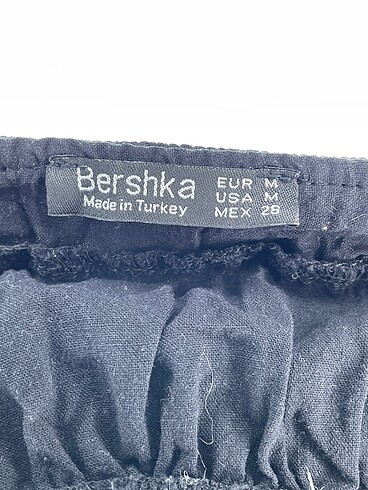 Bershka
Made in Turkey
EUR M
USA M
MEX 28